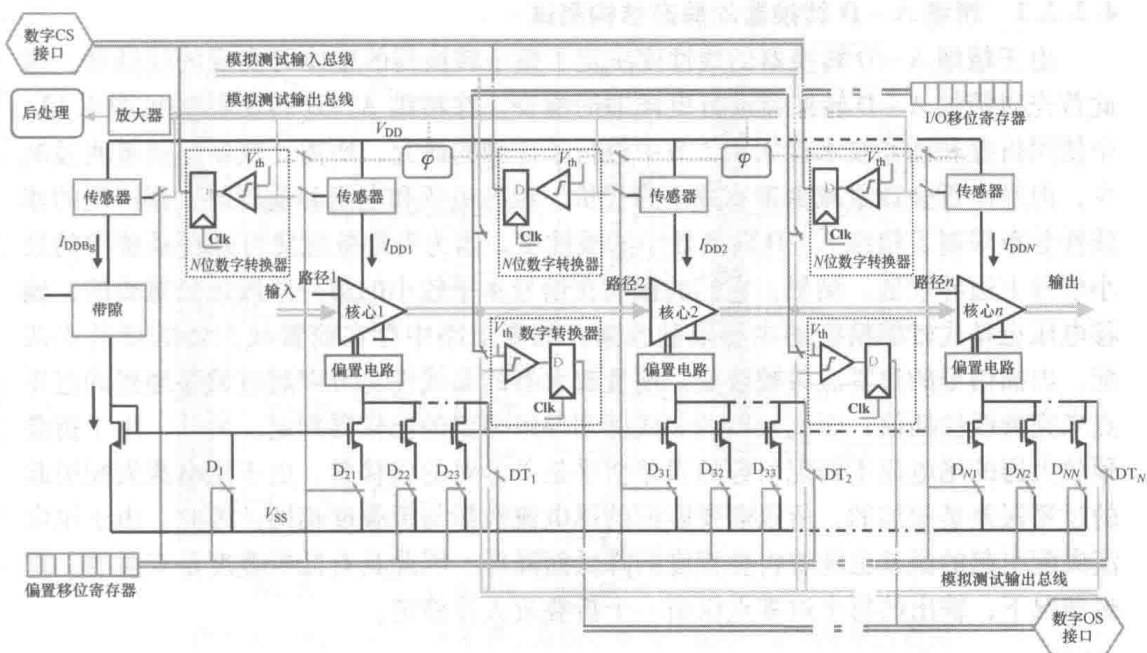 数字CS
接口
模拟测试输入总线
模拟测试输出总线
I/O移位寄存器
后处理
放大器
V_DD
φ
φ
传感器
V_th
D
Clk
N位数字转换器
传感器
V_th
D
Clk
N位数字转换器
传感器
V_th
D
Clk
N位数字转换器
传感器
I_DDBg
I_DD1
I_DD2
I_DDN
带隙
输入
路径1
核心1
偏置电路
V_th
数字转换器
D
Clk
路径2
核心2
偏置电路
V_th
D
Clk
路径n
核心n
输出
偏置电路
D_1
D_21
D_22
D_23
DT_1
D_31
D_32
D_33
DT_2
D_N1
D_N2
D_NN
DT_N
V_SS
偏置移位寄存器
模拟测试输出总线
数字OS
接口